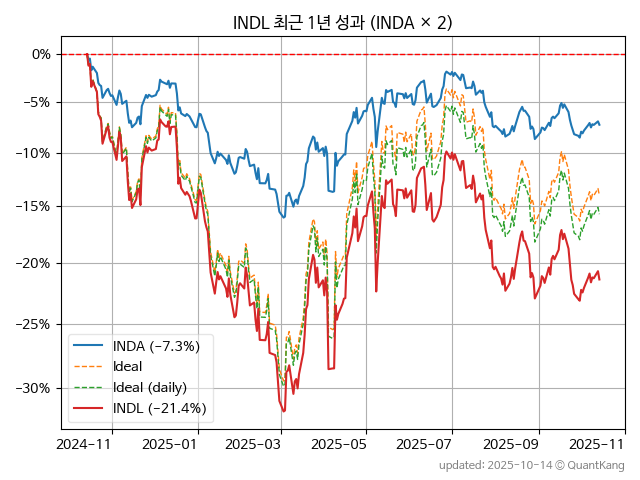 INDL 최근 1년 성과 (INDA × 2)
0%
−5%
−10%
−15%
−20%
−25%
−30%
INDA (−7.3%)
Ideal
Ideal (daily)
INDL (−21.4%)
2024-11 2025-01 2025-03 2025-05 2025-07 2025-09 2025-11
updated: 2025-10-14 © QuantKang